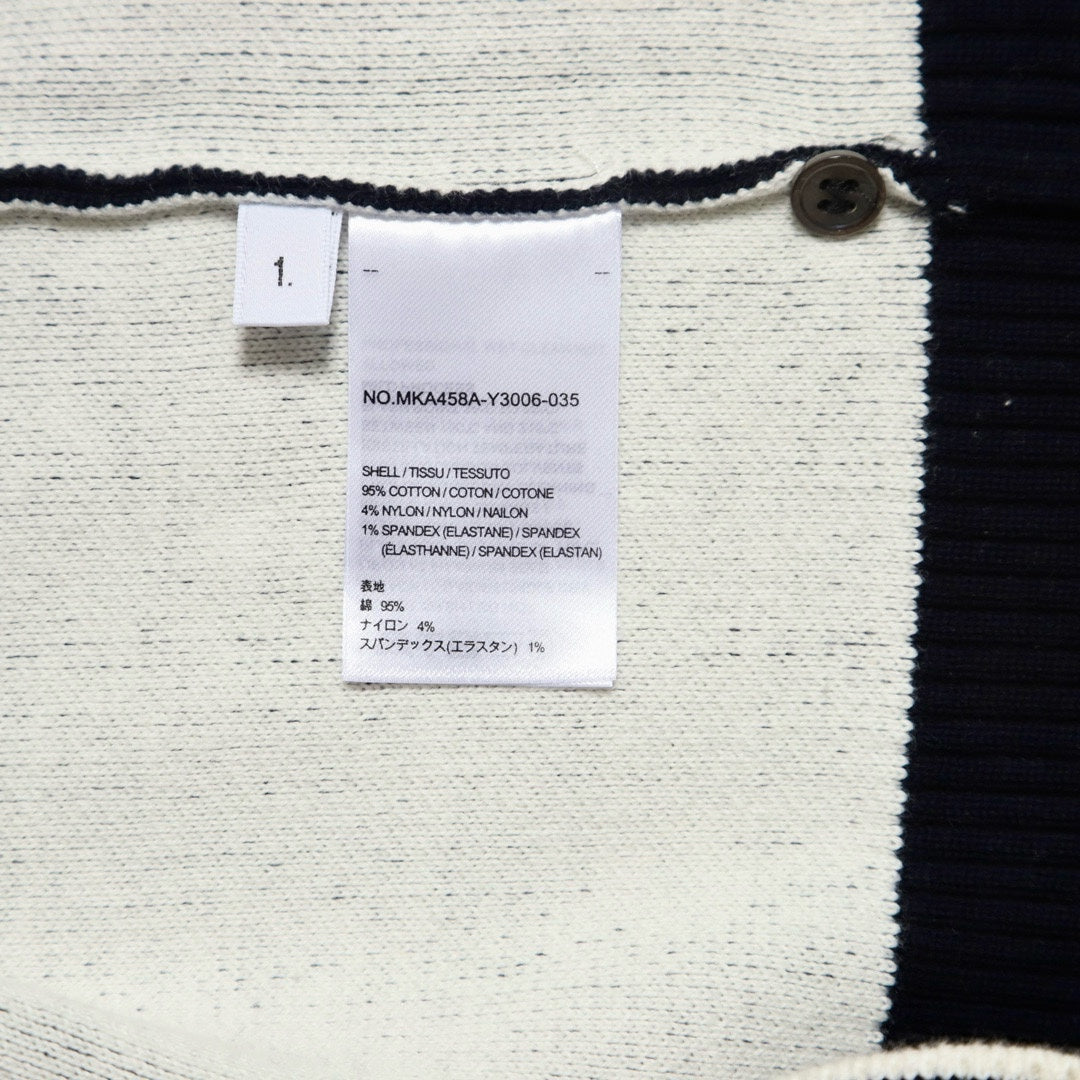 1.
-- --
NO.MKA458A-Y3006-035
SHELL / TISSU / TESSUTO
95% COTTON / COTON / COTONE
4% NYLON / NYLON / NAILON
1% SPANDEX (ELASTANE) / SPANDEX
(ÉLASTHANNE) / SPANDEX (ELASTAN)
表地
綿 95%
ナイロン 4%
スパンデックス(エラスタン) 1%